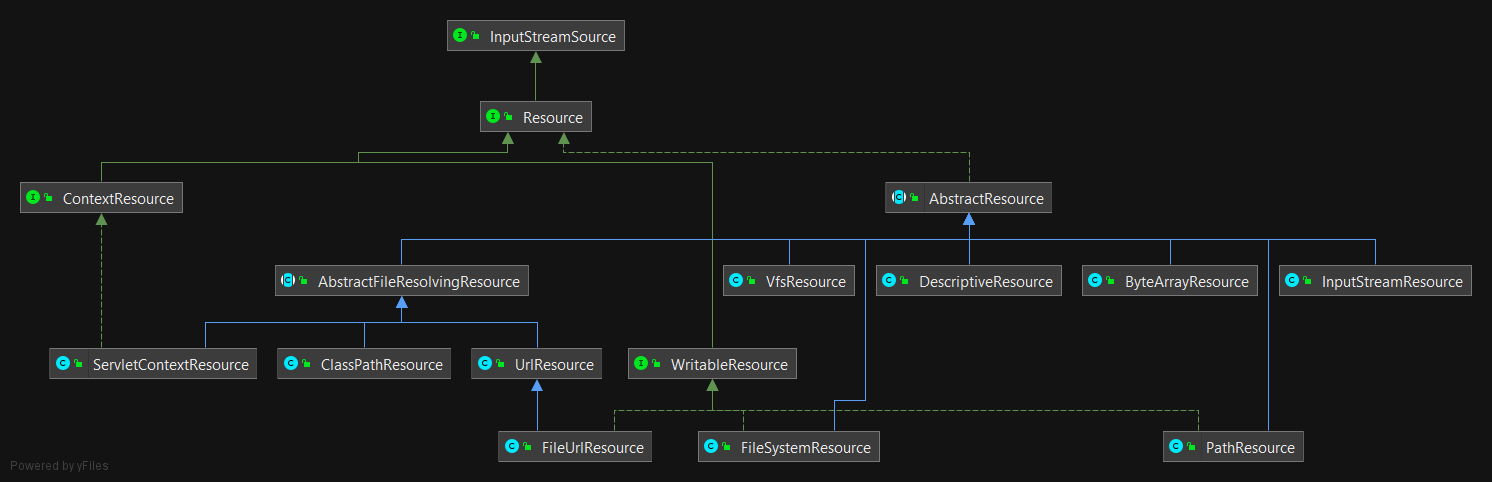 InputStreamSource
Resource
ContextResource
AbstractResource
AbstractFileResolvingResource
VfsResource
DescriptiveResource
ByteArrayResource
InputStreamResource
ServletContextResource
ClassPathResource
UrlResource
WritableResource
FileUrlResource
FileSystemResource
PathResource
Powered by yFiles